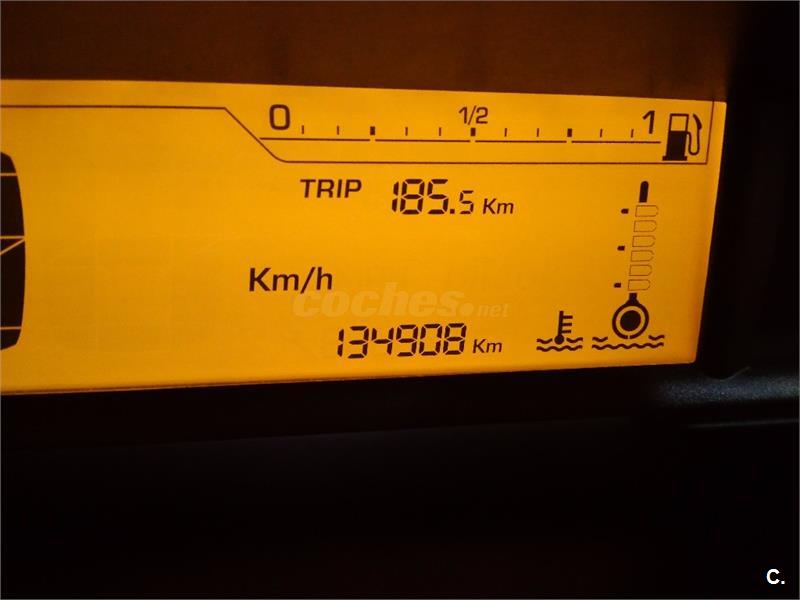 0 1/2 1
TRIP 185.5 Km
Km/h
coches.net
134908 Km
C.